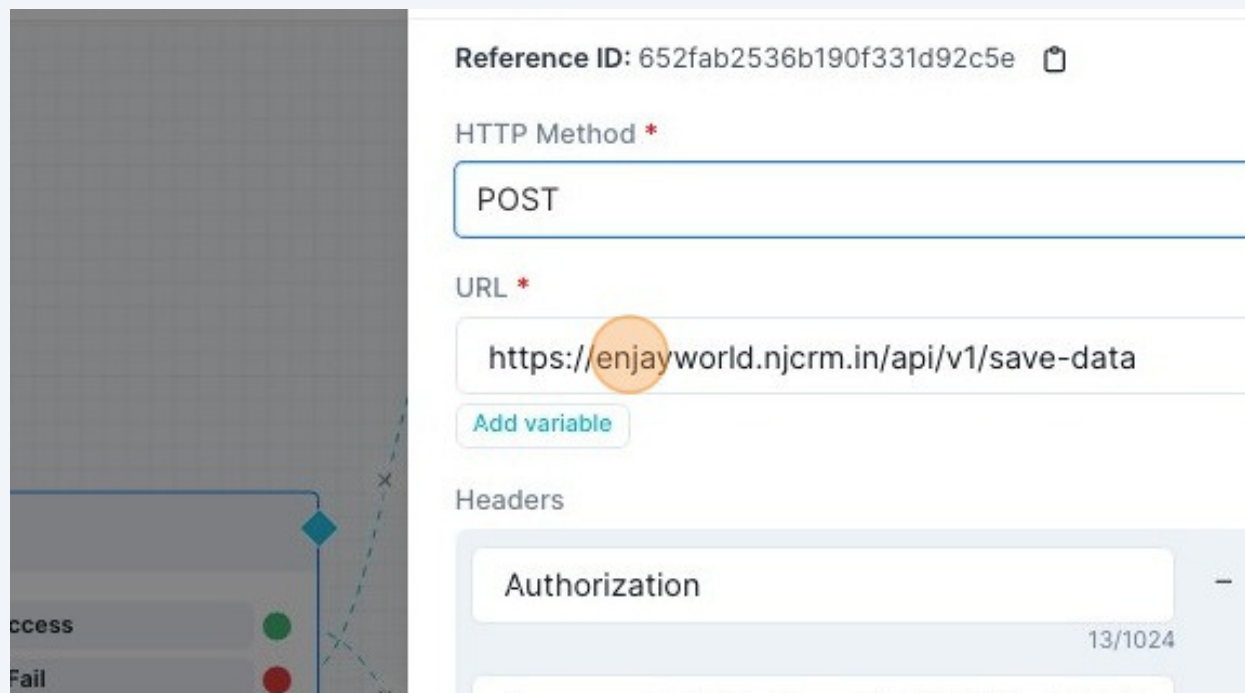 Reference ID: 652fab2536b190f331d92c5e
HTTP Method *
POST
URL *
https://enjayworld.njcrm.in/api/v1/save-data
Add variable
Headers
Authorization
13/1024
ccess
Fail